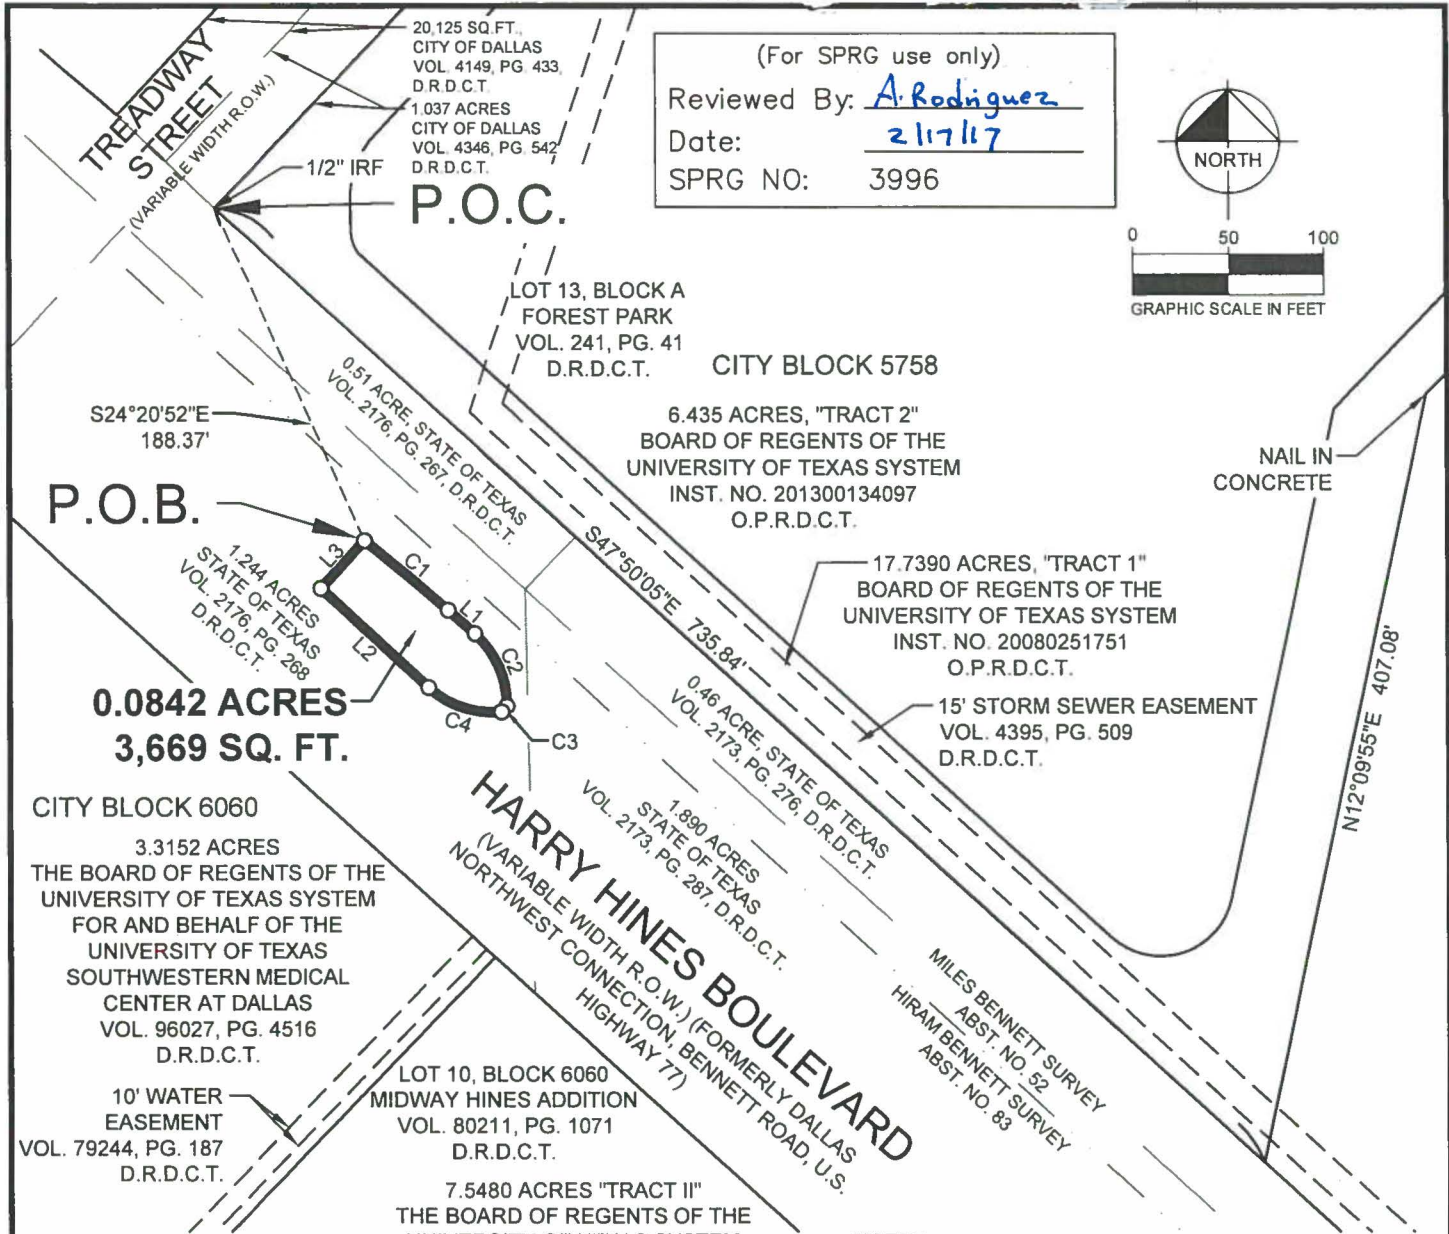 20,125 SQ.FT.,
CITY OF DALLAS
VOL. 4149, PG. 433,
D.R.D.C.T.
1.037 ACRES
CITY OF DALLAS
VOL. 4346, PG. 542
D.R.D.C.T.
TREADWAY
STREET
(VARIABLE WIDTH R.O.W.)
1/2" IRF
P.O.C.
(For SPRG use only)
Reviewed By: A. Rodriguez
Date: 2/17/17
SPRG NO: 3996
NORTH
0 50 100
GRAPHIC SCALE IN FEET
LOT 13, BLOCK A
FOREST PARK
VOL. 241, PG. 41
D.R.D.C.T.
CITY BLOCK 5758
6.435 ACRES, "TRACT 2"
BOARD OF REGENTS OF THE
UNIVERSITY OF TEXAS SYSTEM
INST. NO. 201300134097
O.P.R.D.C.T.
0.51 ACRE, STATE OF TEXAS
VOL. 2176, PG. 267, D.R.D.C.T.
S24°20'52"E
188.37'
NAIL IN
CONCRETE
P.O.B.
L3
C1
L1
C2
L2
C4
C3
1.244 ACRES
STATE OF TEXAS
VOL. 2176, PG. 268
D.R.D.C.T.
S47°50'05"E 735.84'
17.7390 ACRES, "TRACT 1"
BOARD OF REGENTS OF THE
UNIVERSITY OF TEXAS SYSTEM
INST. NO. 20080251751
O.P.R.D.C.T.
15' STORM SEWER EASEMENT
VOL. 4395, PG. 509
D.R.D.C.T.
N12°09'55"E 407.08'
0.0842 ACRES
3,669 SQ. FT.
0.46 ACRE, STATE OF TEXAS
VOL. 2173, PG. 276, D.R.D.C.T.
1.890 ACRES
STATE OF TEXAS
VOL. 2173, PG. 287, D.R.D.C.T.
HARRY HINES BOULEVARD
(VARIABLE WIDTH R.O.W.) (FORMERLY DALLAS
NORTHWEST CONNECTION, BENNETT ROAD, U.S.
HIGHWAY 77)
CITY BLOCK 6060
3.3152 ACRES
THE BOARD OF REGENTS OF THE
UNIVERSITY OF TEXAS SYSTEM
FOR AND BEHALF OF THE
UNIVERSITY OF TEXAS
SOUTHWESTERN MEDICAL
CENTER AT DALLAS
VOL. 96027, PG. 4516
D.R.D.C.T.
MILES BENNETT SURVEY
ABST. NO. 52
HIRAM BENNETT SURVEY
ABST. NO. 83
10' WATER
EASEMENT
VOL. 79244, PG. 187
D.R.D.C.T.
LOT 10, BLOCK 6060
MIDWAY HINES ADDITION
VOL. 80211, PG. 1071
D.R.D.C.T.
7.5480 ACRES "TRACT II"
THE BOARD OF REGENTS OF THE